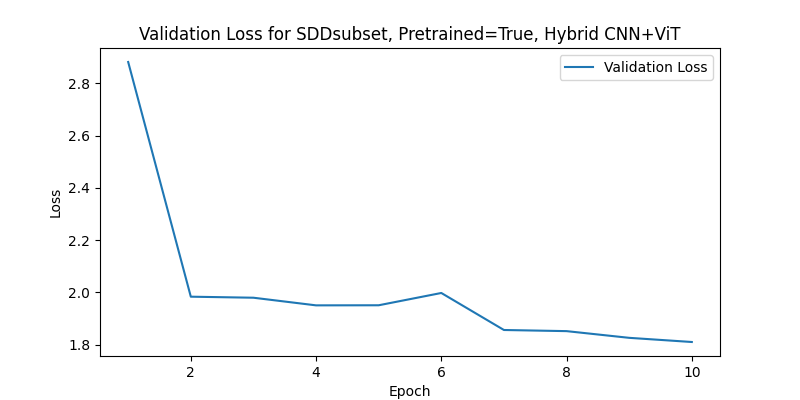 Validation Loss for SDDsubset, Pretrained=True, Hybrid CNN+ViT
Validation Loss
Loss
2.8
2.6
2.4
2.2
2.0
1.8
2 4 6 8 10
Epoch